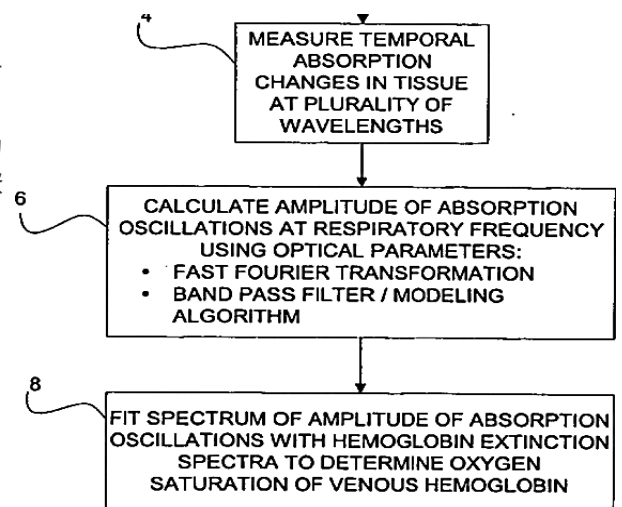 4
MEASURE TEMPORAL
ABSORPTION
CHANGES IN TISSUE
AT PLURALITY OF
WAVELENGTHS
6
CALCULATE AMPLITUDE OF ABSORPTION
OSCILLATIONS AT RESPIRATORY FREQUENCY
USING OPTICAL PARAMETERS:
• FAST FOURIER TRANSFORMATION
• BAND PASS FILTER / MODELING
ALGORITHM
8
FIT SPECTRUM OF AMPLITUDE OF ABSORPTION
OSCILLATIONS WITH HEMOGLOBIN EXTINCTION
SPECTRA TO DETERMINE OXYGEN
SATURATION OF VENOUS HEMOGLOBIN